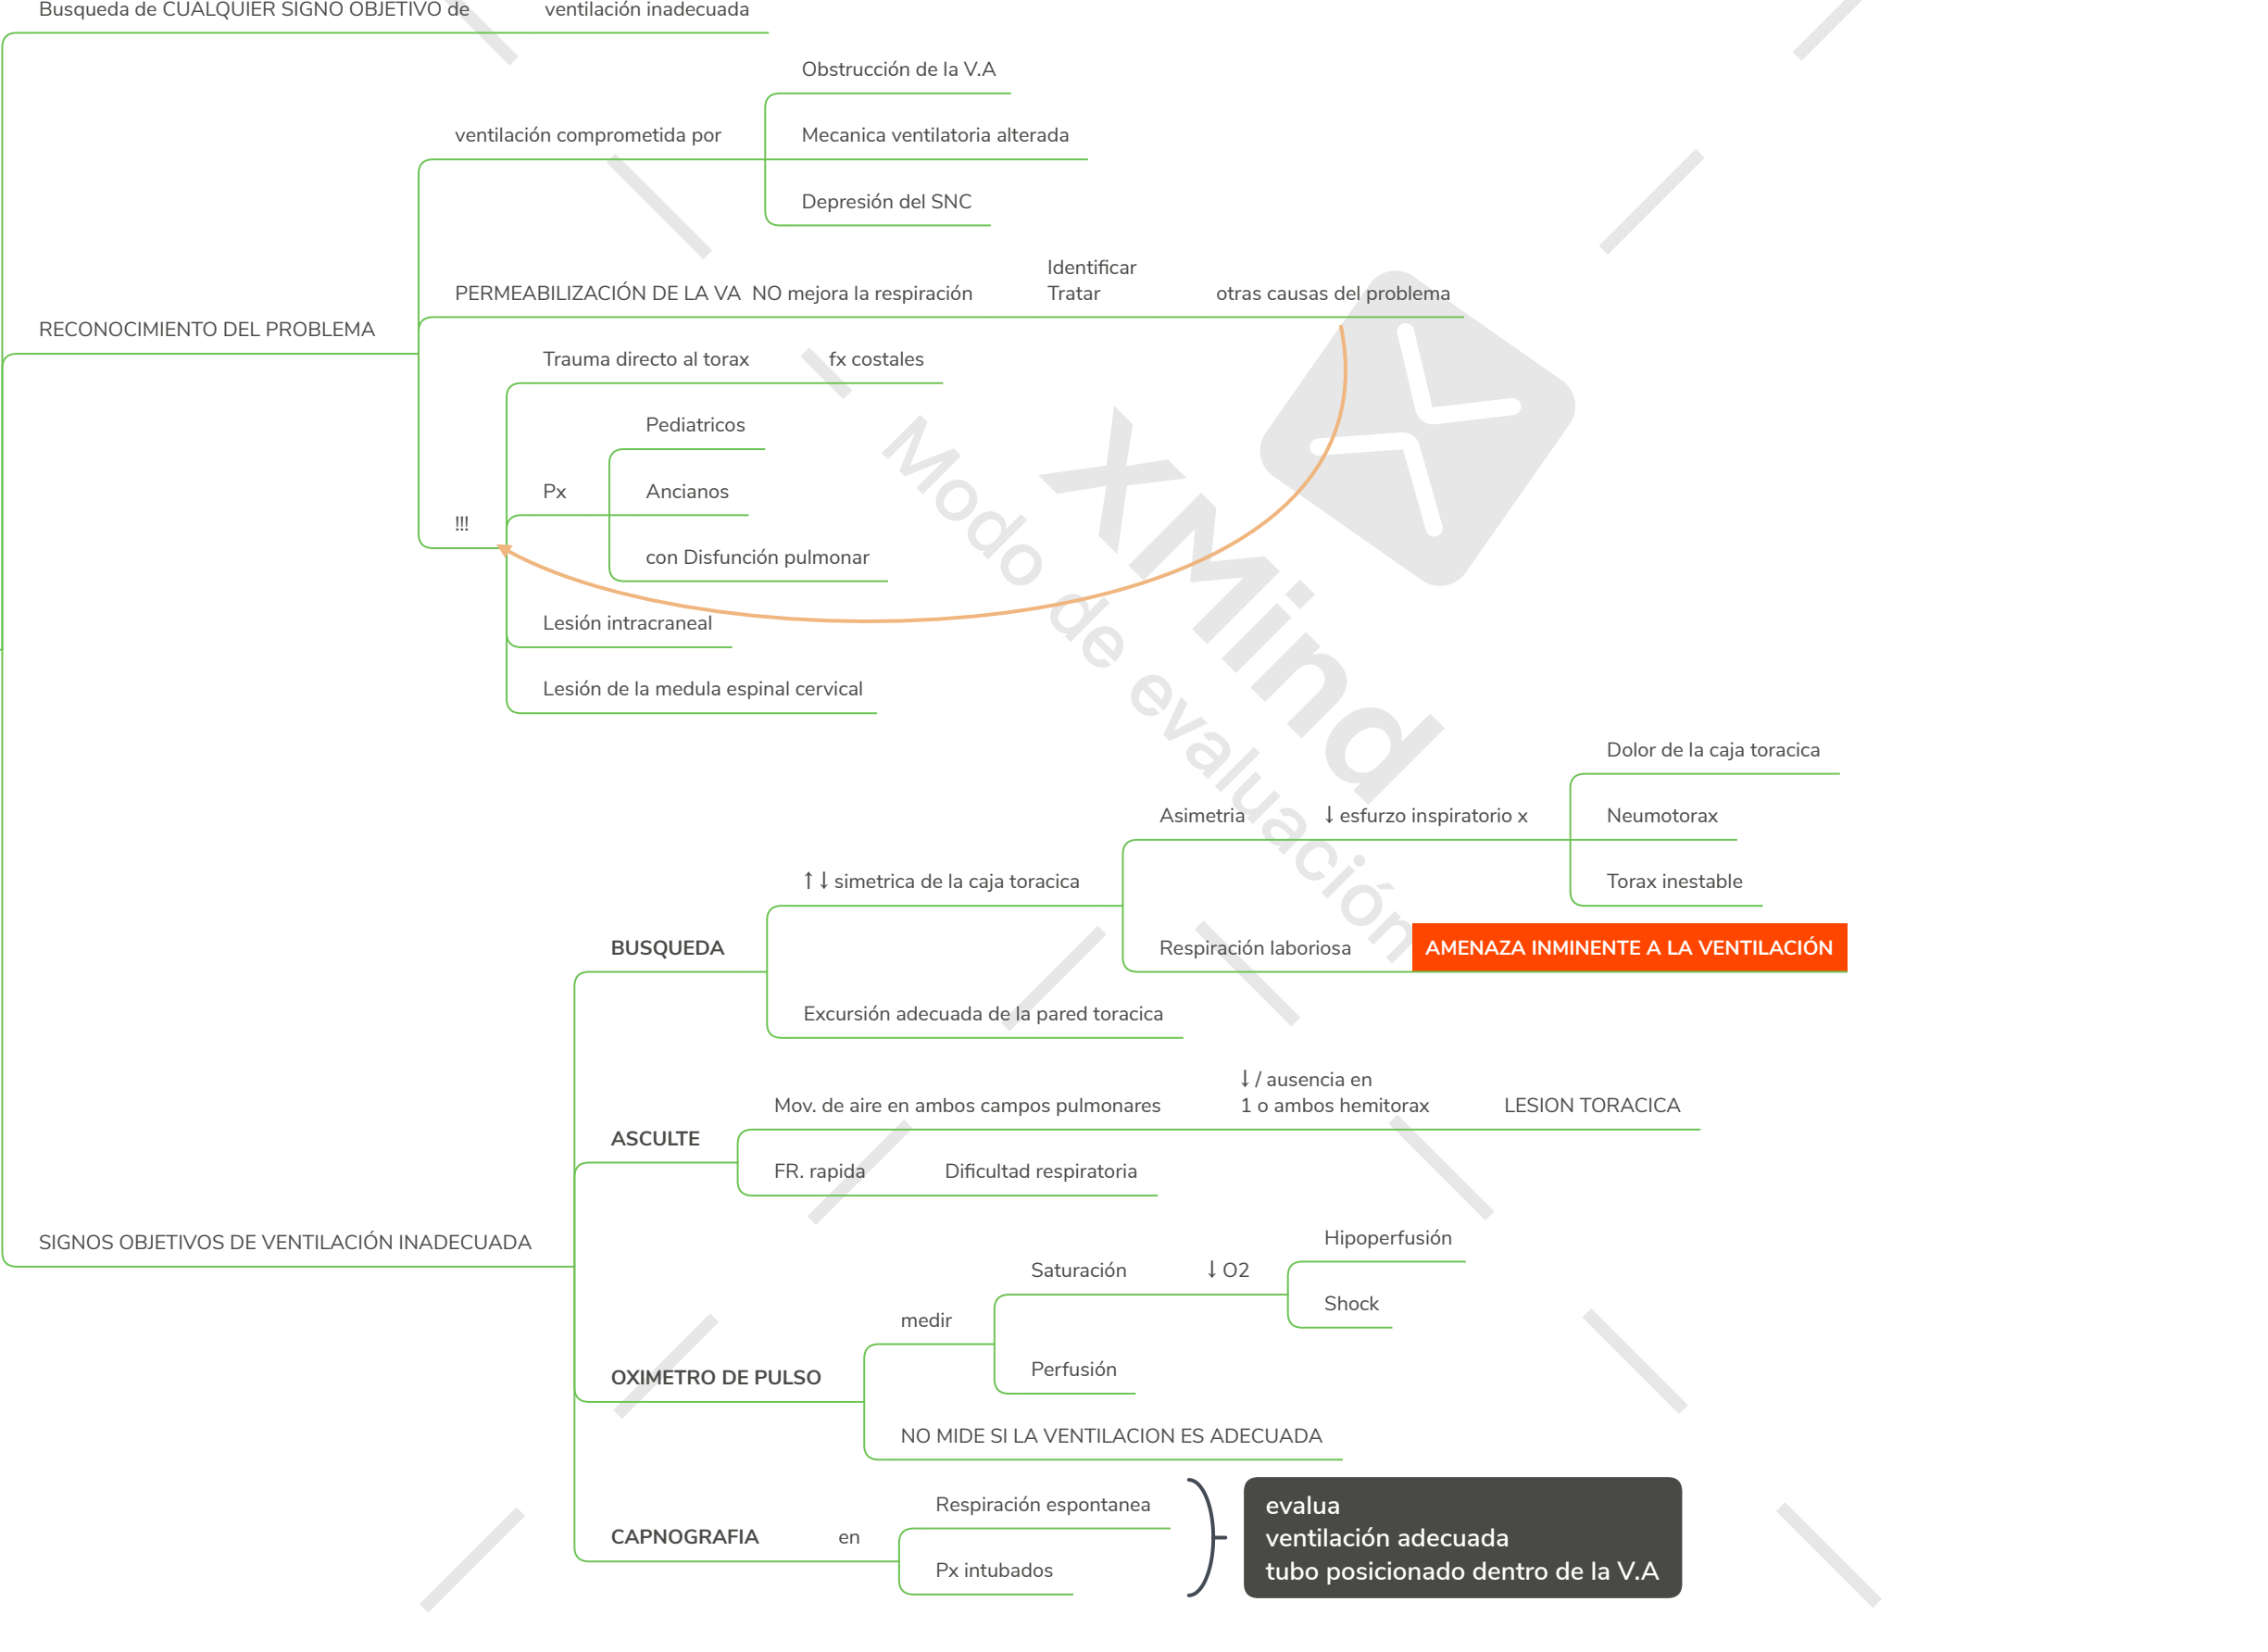 Busqueda de CUALQUIER SIGNO OBJETIVO de ventilación inadecuada
RECONOCIMIENTO DEL PROBLEMA
ventilación comprometida por
Obstrucción de la V.A
Mecanica ventilatoria alterada
Depresión del SNC
PERMEABILIZACIÓN DE LA VA NO mejora la respiración
Identificar
Tratar
otras causas del problema
!!!
Trauma directo al torax fx costales
Px
Pediatricos
Ancianos
con Disfunción pulmonar
Lesión intracraneal
Lesión de la medula espinal cervical
SIGNOS OBJETIVOS DE VENTILACIÓN INADECUADA
BUSQUEDA
↑↓ simetrica de la caja toracica
Asimetria ↓ esfurzo inspiratorio x
Dolor de la caja toracica
Neumotorax
Torax inestable
Respiración laboriosa AMENAZA INMINENTE A LA VENTILACIÓN
Excursión adecuada de la pared toracica
ASCULTE
Mov. de aire en ambos campos pulmonares
↓ / ausencia en
1 o ambos hemitorax
LESION TORACICA
FR. rapida Dificultad respiratoria
OXIMETRO DE PULSO
medir
Saturación ↓ O2
Hipoperfusión
Shock
Perfusión
NO MIDE SI LA VENTILACION ES ADECUADA
CAPNOGRAFIA en
Respiración espontanea
Px intubados
evalua
ventilación adecuada
tubo posicionado dentro de la V.A
XMind
Modo de evaluación